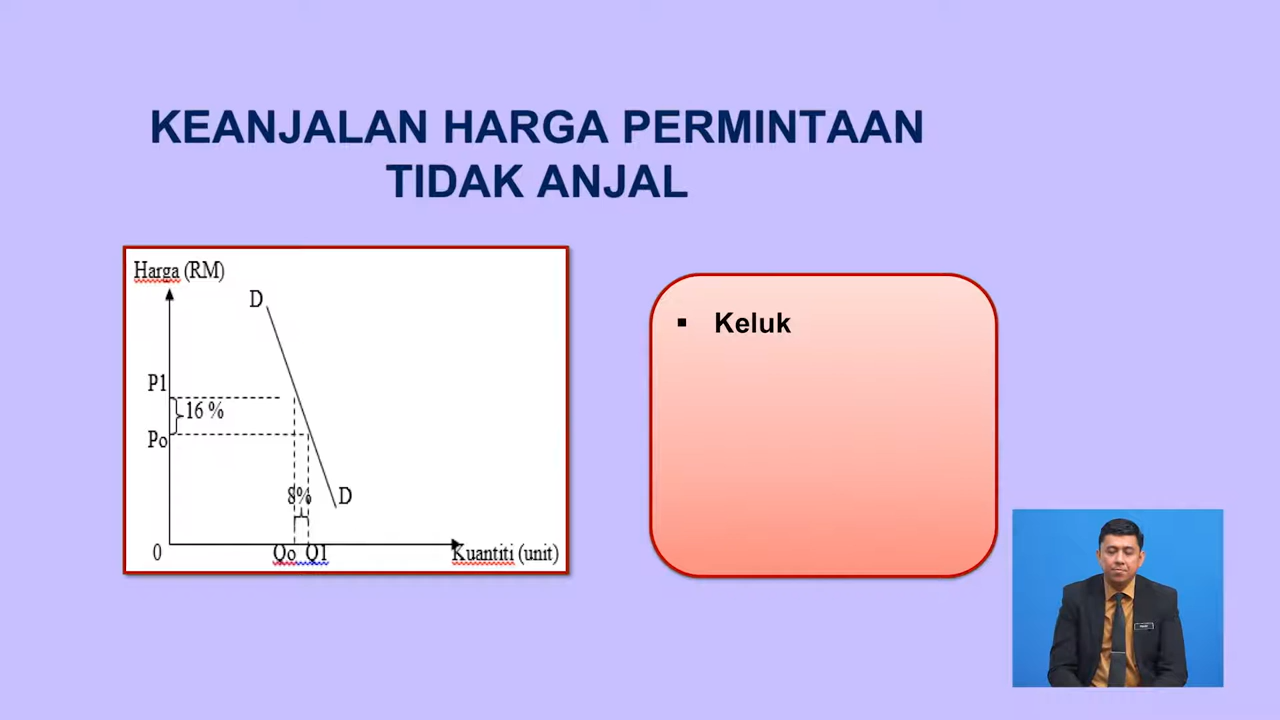 KEANJALAN HARGA PERMINTAAN
TIDAK ANJAL
Harga (RM)
D
P1
16 %
Po
8%
D
0
Qo Q1
Kuantiti (unit)
▪ Keluk